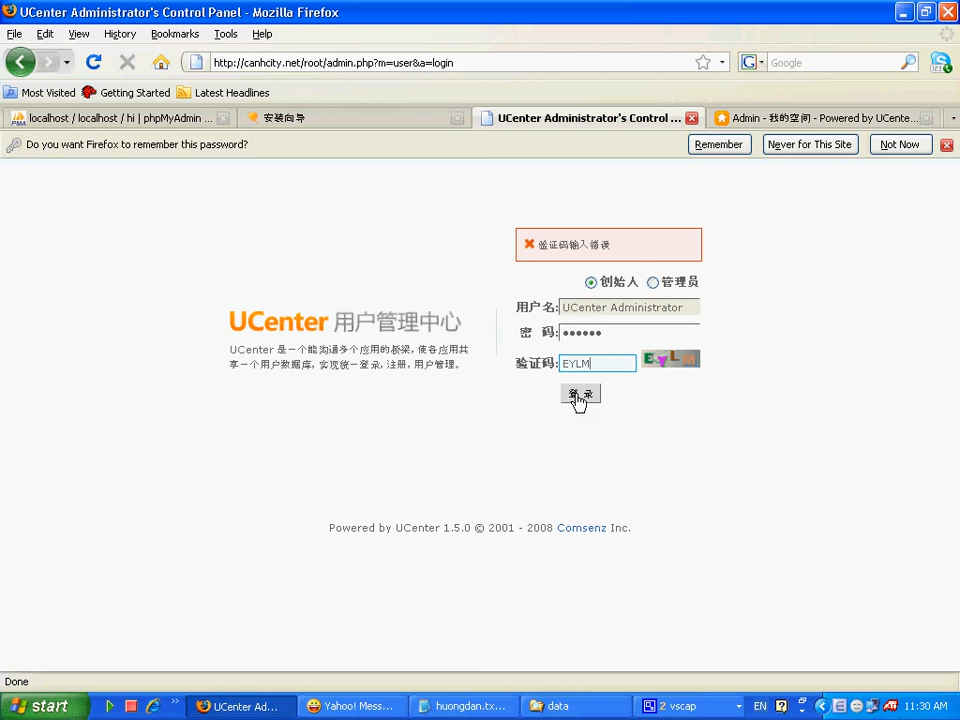 UCenter Administrator's Control Panel - Mozilla Firefox
File Edit View History Bookmarks Tools Help
http://canhcity.net/root/admin.php?m=user&a=login
G Google
Most Visited Getting Started Latest Headlines
PMA localhost / localhost / hi | phpMyAdmin ... 安装向导 UCenter Administrator's Control ... Admin - 我的空间 - Powered by UCente...
Do you want Firefox to remember this password? Remember Never for This Site Not Now
验证码输入错误
创始人 管理员
用户名: UCenter Administrator
密 码: ●●●●●●
验证码: EYLM EYLM
登 录
UCenter 用户管理中心
UCenter 是一个能沟通多个应用的桥梁，使各应用共
享一个用户数据库，实现统一登录，注册，用户管理。
Powered by UCenter 1.5.0 © 2001 - 2008 Comsenz Inc.
Done
start UCenter Ad... Yahoo! Mess... huongdan.tx... data 2 vscap EN 11:30 AM